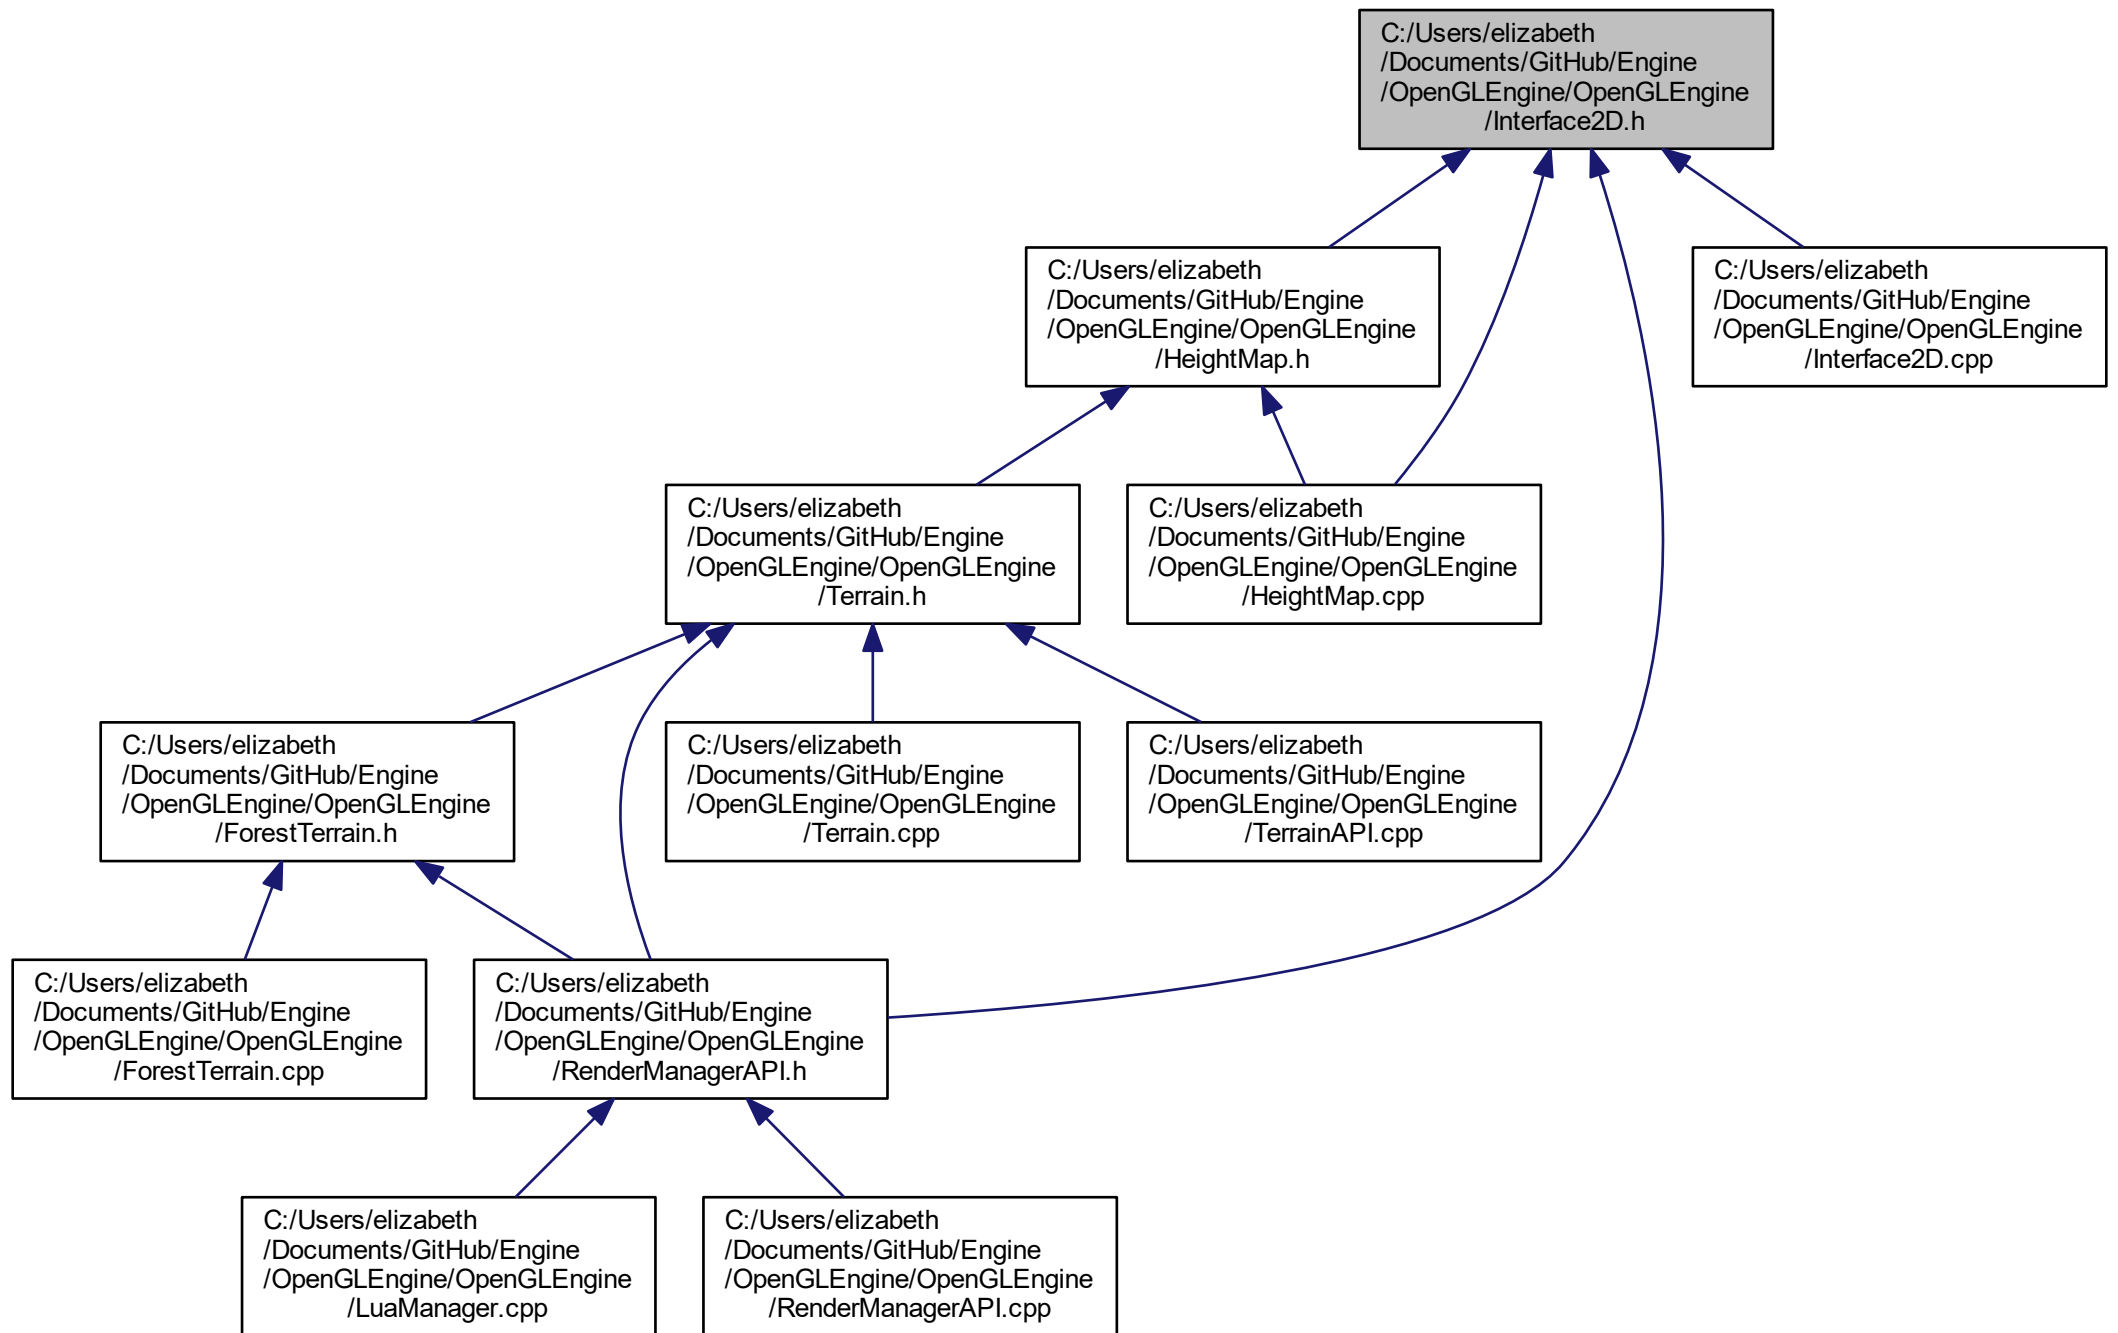 C:/Users/elizabeth
/Documents/GitHub/Engine
/OpenGLEngine/OpenGLEngine
/Interface2D.h
C:/Users/elizabeth
/Documents/GitHub/Engine
/OpenGLEngine/OpenGLEngine
/HeightMap.h
C:/Users/elizabeth
/Documents/GitHub/Engine
/OpenGLEngine/OpenGLEngine
/Interface2D.cpp
C:/Users/elizabeth
/Documents/GitHub/Engine
/OpenGLEngine/OpenGLEngine
/Terrain.h
C:/Users/elizabeth
/Documents/GitHub/Engine
/OpenGLEngine/OpenGLEngine
/HeightMap.cpp
C:/Users/elizabeth
/Documents/GitHub/Engine
/OpenGLEngine/OpenGLEngine
/ForestTerrain.h
C:/Users/elizabeth
/Documents/GitHub/Engine
/OpenGLEngine/OpenGLEngine
/Terrain.cpp
C:/Users/elizabeth
/Documents/GitHub/Engine
/OpenGLEngine/OpenGLEngine
/TerrainAPI.cpp
C:/Users/elizabeth
/Documents/GitHub/Engine
/OpenGLEngine/OpenGLEngine
/ForestTerrain.cpp
C:/Users/elizabeth
/Documents/GitHub/Engine
/OpenGLEngine/OpenGLEngine
/RenderManagerAPI.h
C:/Users/elizabeth
/Documents/GitHub/Engine
/OpenGLEngine/OpenGLEngine
/LuaManager.cpp
C:/Users/elizabeth
/Documents/GitHub/Engine
/OpenGLEngine/OpenGLEngine
/RenderManagerAPI.cpp